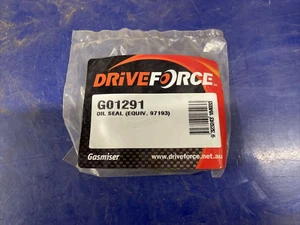 DRiVEFORCE
G01291
OIL SEAL (EQUIV. 97193)
Gasmiser
www.driveforce.net.au